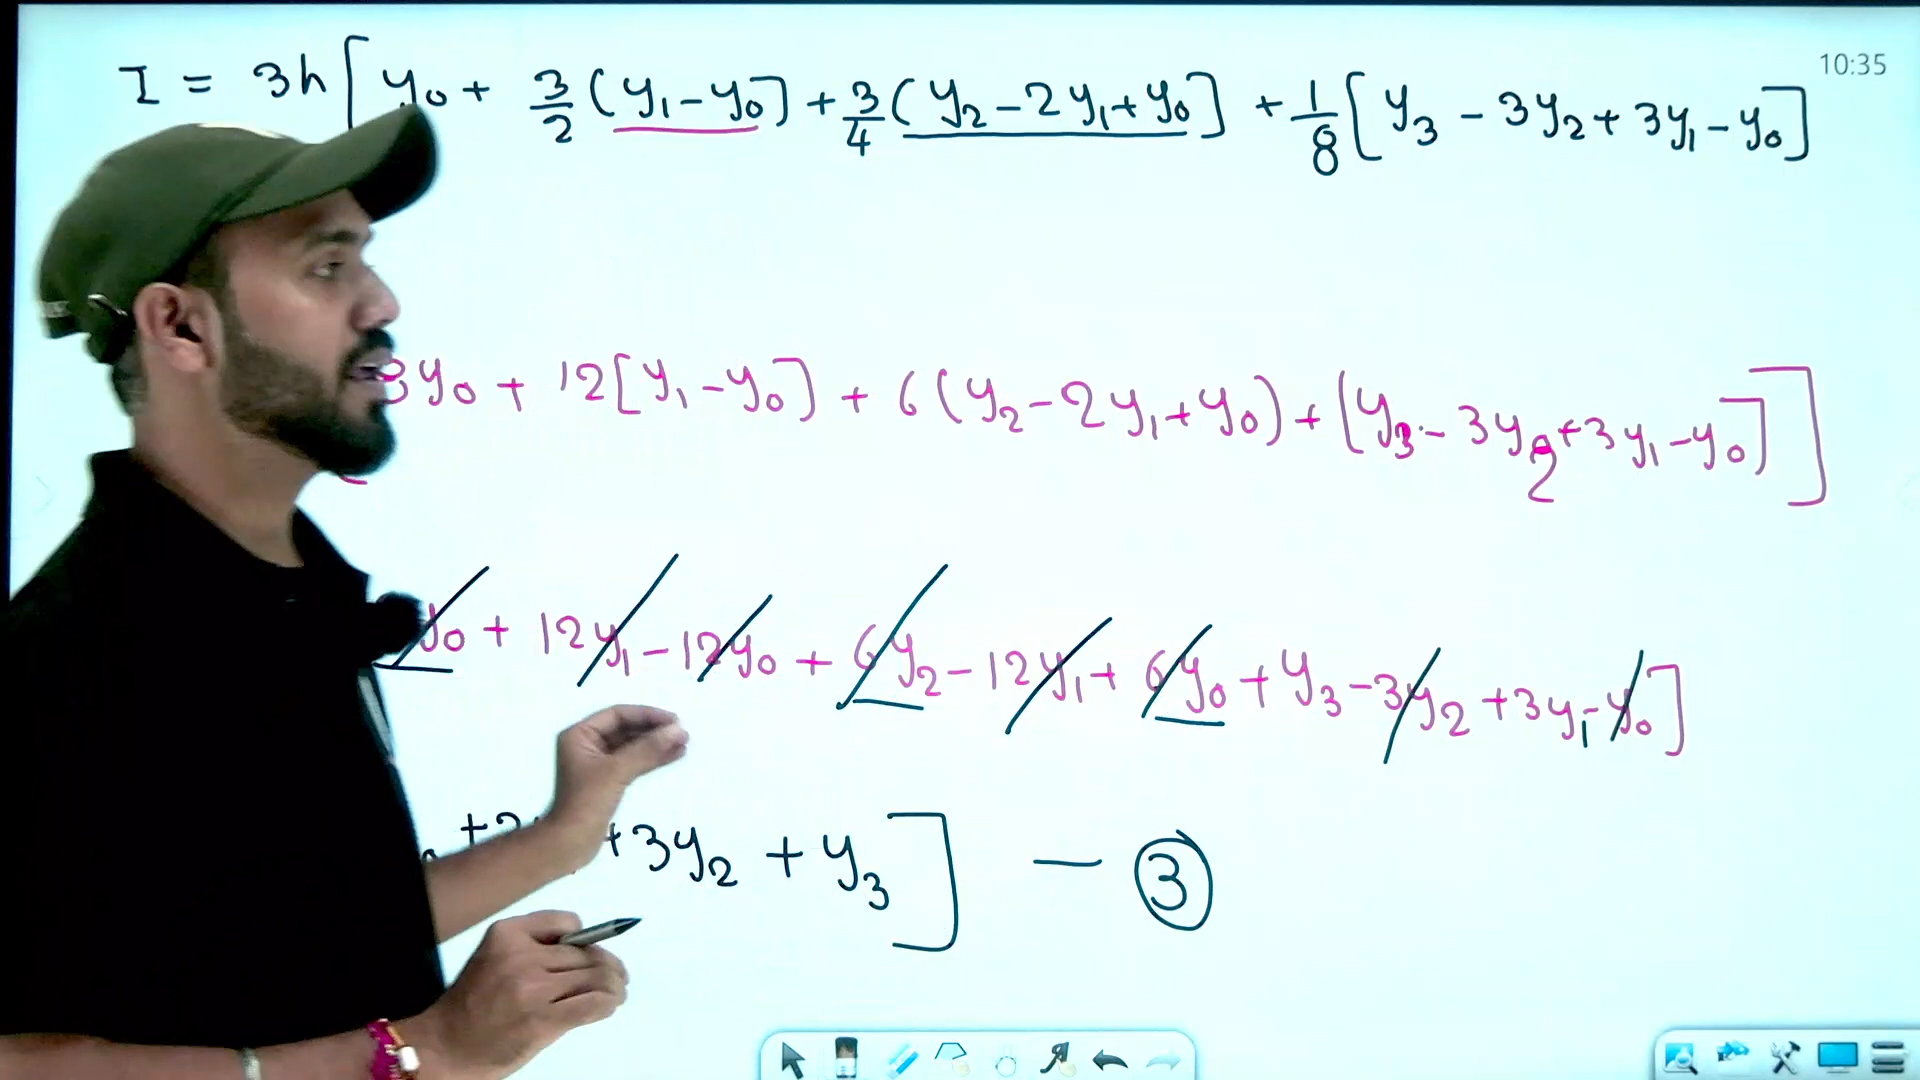 10:35
I = 3h [ y₀ + 3/2 ( y₁ - y₀ ] + 3/4 ( y₂ - 2y₁ + y₀ ] + 1/8 [ y₃ - 3y₂ + 3y₁ - y₀ ]
8y₀ + 12 [ y₁ - y₀ ) + 6 ( y₂ - 2y₁ + y₀ ) + [ y₃ - 3y₂ + 3y₁ - y₀ ] ]
y₀ + 12y₁ - 12y₀ + 6y₂ - 12y₁ + 6y₀ + y₃ - 3y₂ + 3y₁ - y₀ ]
+ 3y₂ + y₃ ] — ③